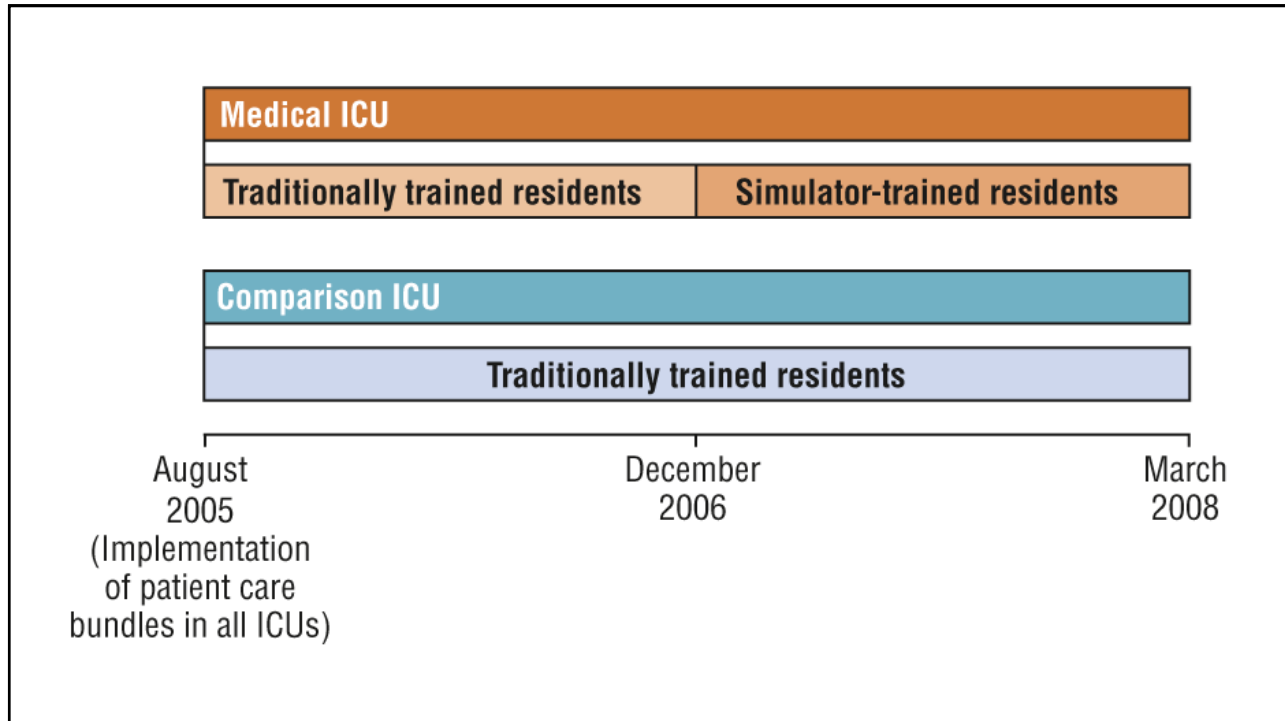 Medical ICU
Traditionally trained residents
Simulator-trained residents
Comparison ICU
Traditionally trained residents
August
2005
(Implementation
of patient care
bundles in all ICUs)
December
2006
March
2008